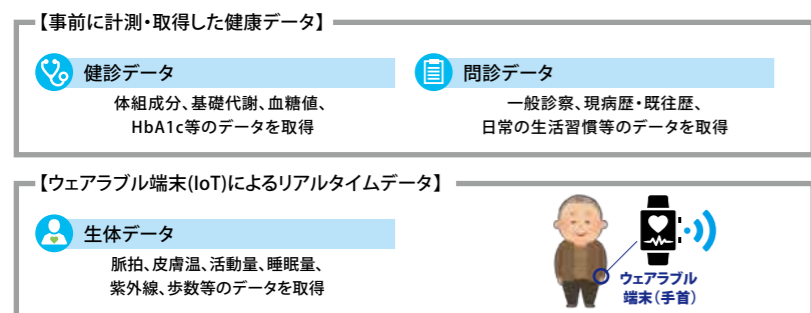 【事前に計測・取得した健康データ】
健診データ
体組成分、基礎代謝、血糖値、
HbA1c等のデータを取得
問診データ
一般診察、現病歴・既往歴、
日常の生活習慣等のデータを取得
【ウェアラブル端末(IoT)によるリアルタイムデータ】
生体データ
脈拍、皮膚温、活動量、睡眠量、
紫外線、歩数等のデータを取得
ウェアラブル
端末(手首)